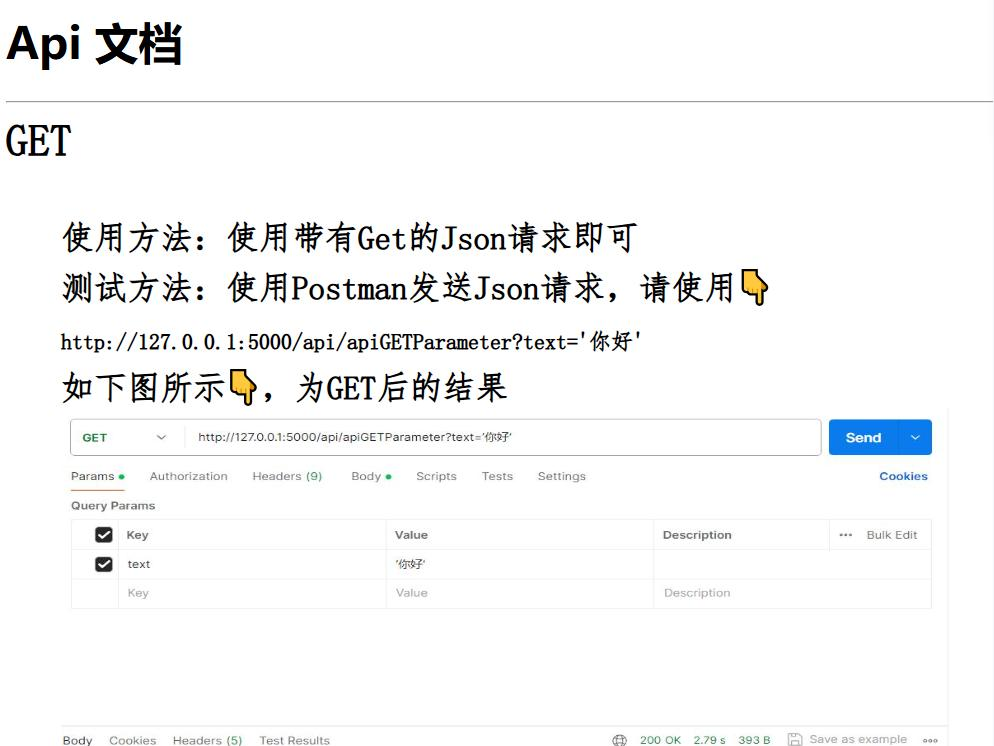 Api 文档
GET
使用方法：使用带有Get的Json请求即可
测试方法：使用Postman发送Json请求，请使用👇
http://127.0.0.1:5000/api/apiGETParameter?text='你好'
如下图所示👇，为GET后的结果
GET http://127.0.0.1:5000/api/apiGETParameter?text='你好' Send
Params Authorization Headers (9) Body Scripts Tests Settings Cookies
Query Params
Key Value Description ••• Bulk Edit
text '你好'
Key Value Description
Body Cookies Headers (5) Test Results 200 OK 2.79 s 393 B Save as example